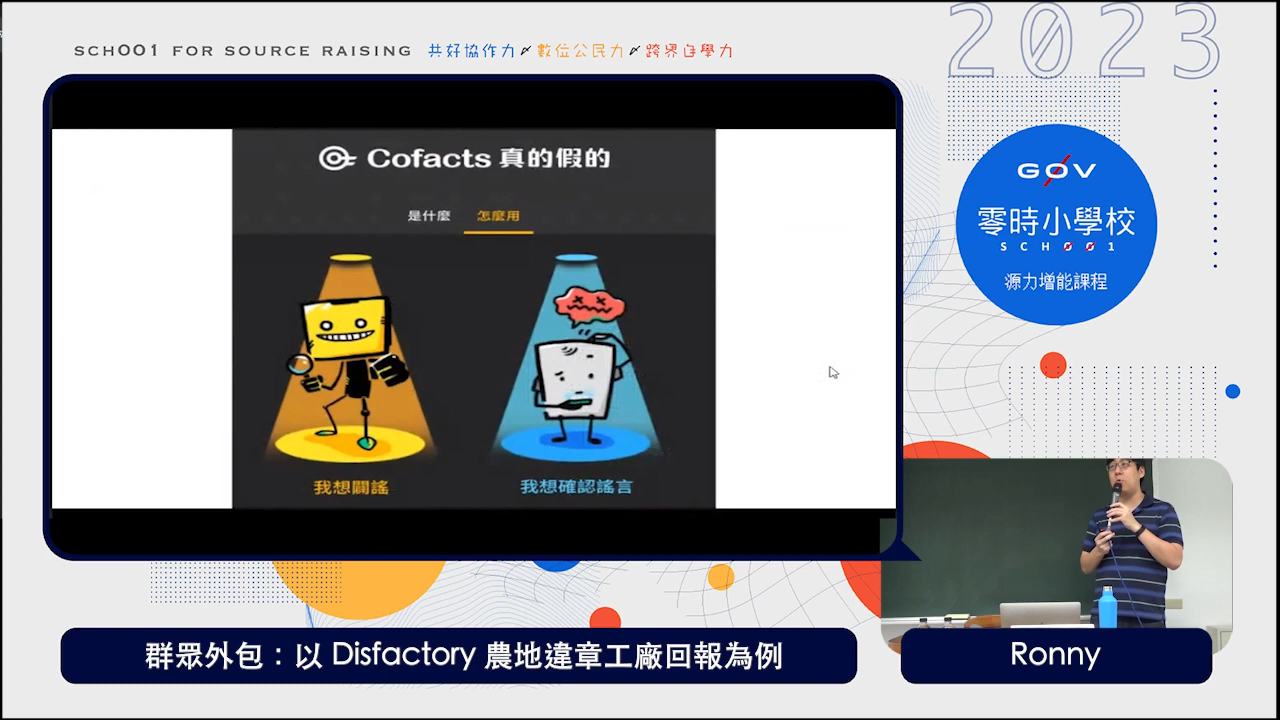 2023
SCH001 FOR SOURCE RAISING 共好協作力〆數位公民力〆跨界自學力
Cofacts 真的假的
是什麼 怎麼用
我想闢謠 我想確認謠言
G0V
零時小學校
SCH001
源力增能課程
群眾外包：以 Disfactory 農地違章工廠回報為例
Ronny